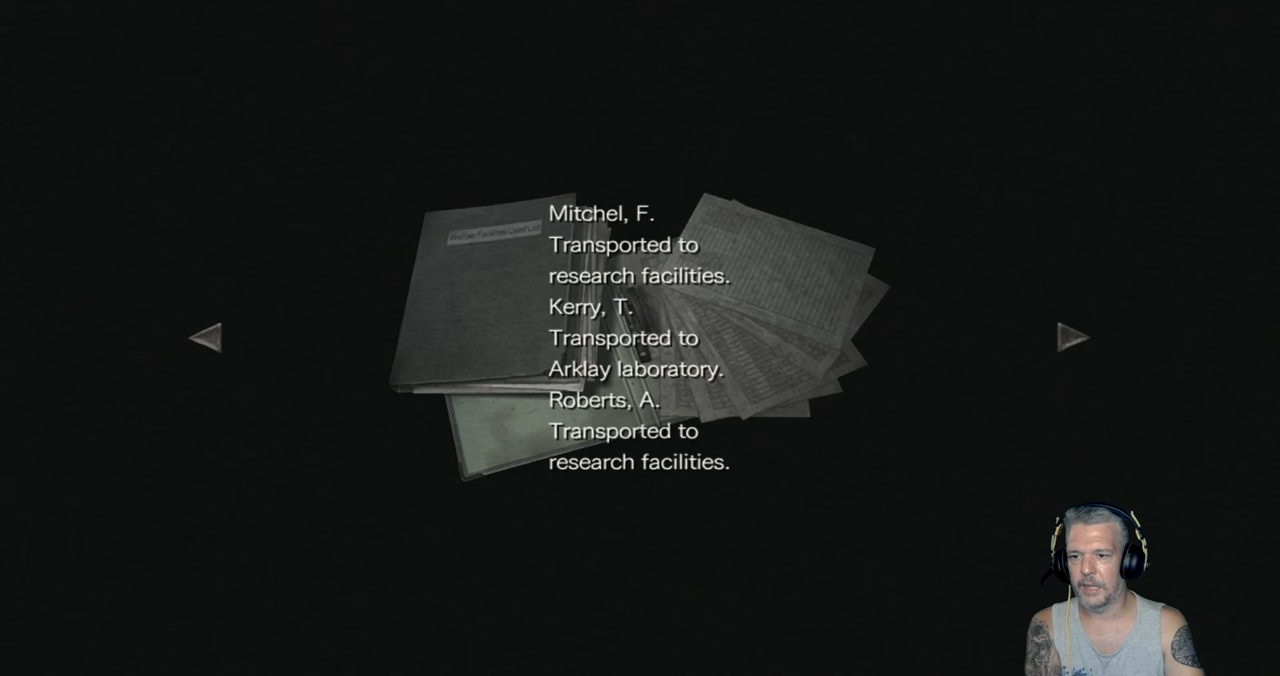 Mitchel, F.
Transported to
research facilities.
Kerry, T.
Transported to
Arklay laboratory.
Roberts, A.
Transported to
research facilities.